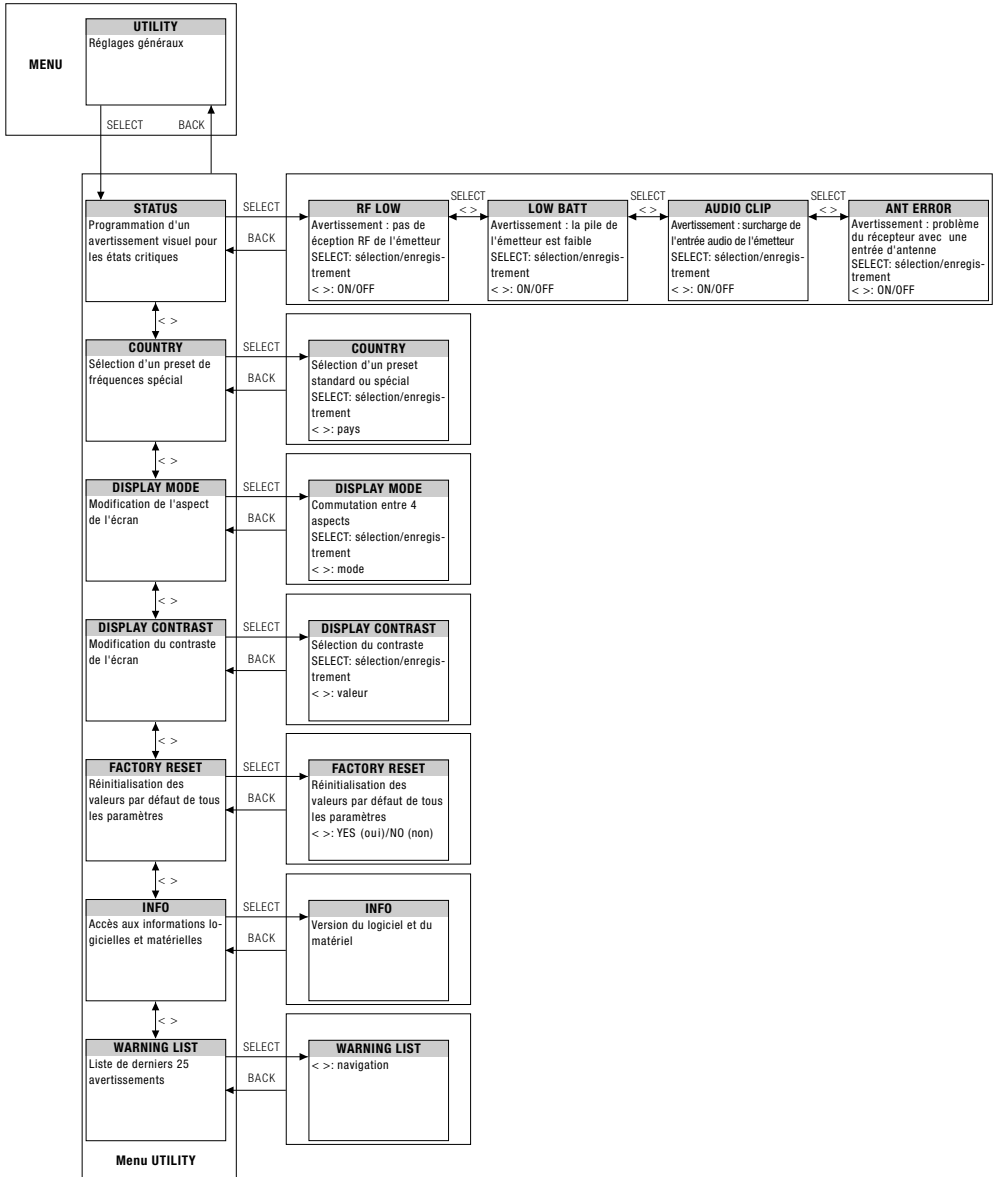 UTILITY
Réglages généraux
MENU
SELECT
BACK
STATUS
Programmation d'un
avertissement visuel pour
les états critiques
SELECT
BACK
RF LOW
Avertissement : pas de
éception RF de l'émetteur
SELECT: sélection/enregis-
trement
< >: ON/OFF
SELECT
< >
LOW BATT
Avertissement : la pile de
l'émetteur est faible
SELECT: sélection/enregis-
trement
< >: ON/OFF
SELECT
< >
AUDIO CLIP
Avertissement : surcharge de
l'entrée audio de l'émetteur
SELECT: sélection/enregis-
trement
< >: ON/OFF
SELECT
< >
ANT ERROR
Avertissement : problème
du récepteur avec une
entrée d'antenne
SELECT: sélection/enregis-
trement
< >: ON/OFF
< >
COUNTRY
Sélection d'un preset de
fréquences spécial
SELECT
BACK
COUNTRY
Sélection d'un preset
standard ou spécial
SELECT: sélection/enregis-
trement
< >: pays
< >
DISPLAY MODE
Modification de l'aspect
de l'écran
SELECT
BACK
DISPLAY MODE
Commutation entre 4
aspects
SELECT: sélection/enregis-
trement
< >: mode
< >
DISPLAY CONTRAST
Modification du contraste
de l'écran
SELECT
BACK
DISPLAY CONTRAST
Sélection du contraste
SELECT: sélection/enregis-
trement
< >: valeur
< >
FACTORY RESET
Réinitialisation des
valeurs par défaut de tous
les paramètres
SELECT
BACK
FACTORY RESET
Réinitialisation des
valeurs par défaut de tous
les paramètres
< >: YES (oui)/NO (non)
< >
INFO
Accès aux informations lo-
gicielles et matérielles
SELECT
BACK
INFO
Version du logiciel et du
matériel
< >
WARNING LIST
Liste de derniers 25
avertissements
SELECT
BACK
WARNING LIST
< >: navigation
Menu UTILITY